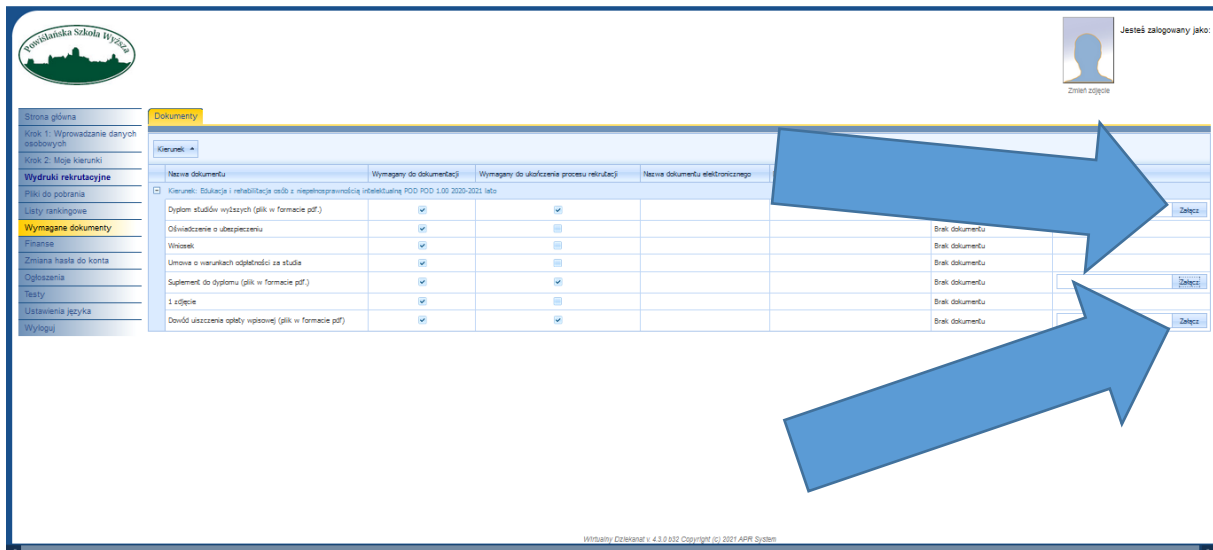 Powiślańska Szkoła Wyższa
Jesteś zalogowany jako:
Zmień zdjęcie
Strona główna
Krok 1: Wprowadzanie danych
osobowych
Krok 2: Moje kierunki
Wydruki rekrutacyjne
Pliki do pobrania
Listy rankingowe
Wymagane dokumenty
Finanse
Zmiana hasła do konta
Ogłoszenia
Testy
Ustawienia języka
Wyloguj
Dokumenty
Kierunek
Nazwa dokumentu Wymagany do dokumentacji Wymagany do ukończenia procesu rekrutacji Nazwa dokumentu elektronicznego
Kierunek: Edukacja i rehabilitacja osób z niepełnosprawnością intelektualną POD POD 1.00 2020-2021 lato
Dyplom studiów wyższych (plik w formacie pdf.) Załącz
Oświadczenie o ubezpieczeniu Brak dokumentu
Wniosek Brak dokumentu
Umowa o warunkach odpłatności za studia Brak dokumentu
Suplement do dyplomu (plik w formacie pdf.) Brak dokumentu Załącz
1 zdjęcie Brak dokumentu
Dowód uiszczenia opłaty wpisowej (plik w formacie pdf) Brak dokumentu Załącz
Wirtualny Dziekanat v. 4.3.0 b32 Copyright (c) 2021 APR System